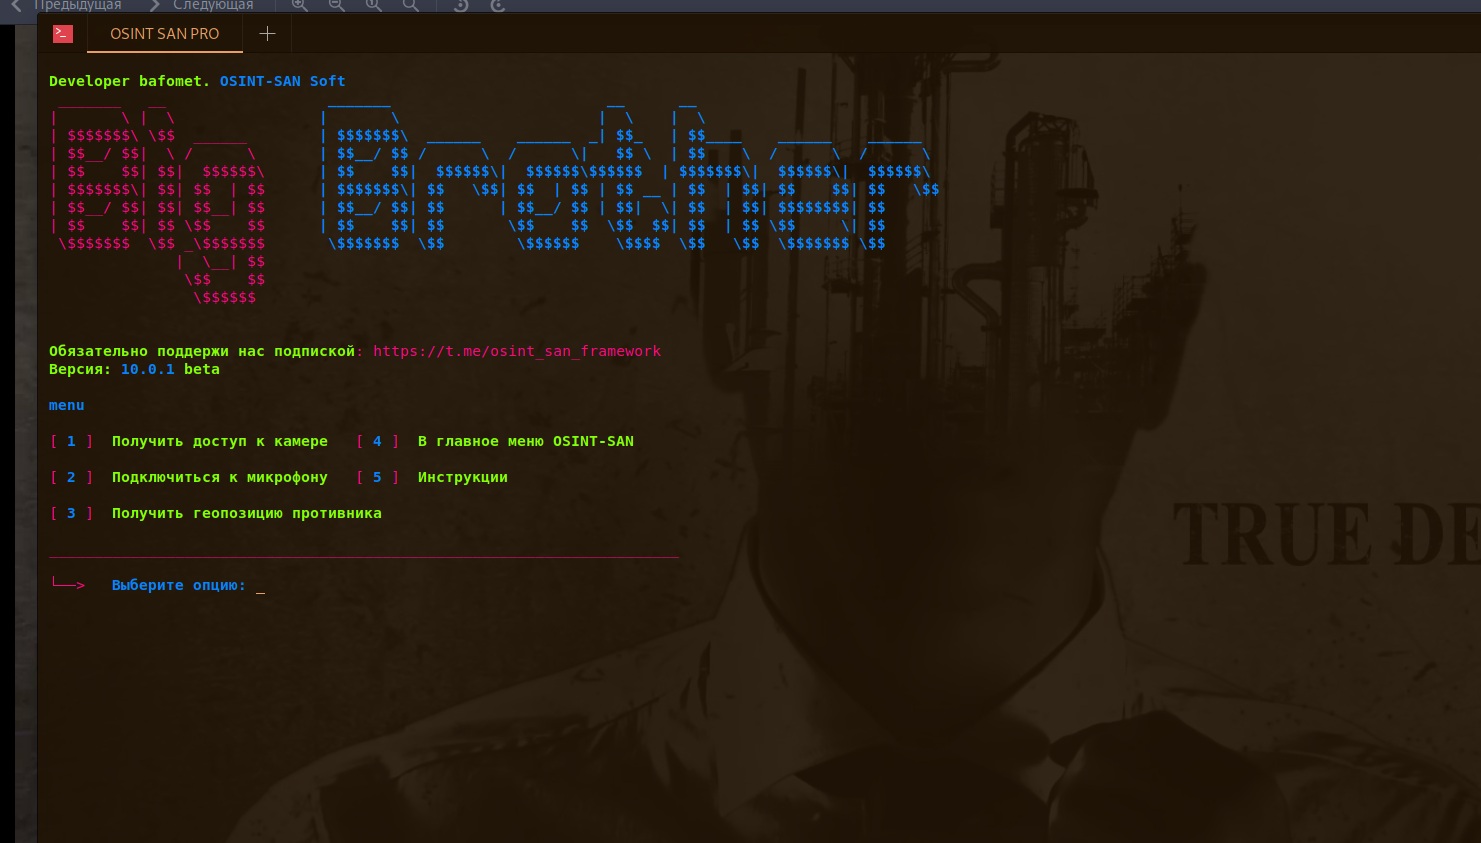 Предыдущая Следующая
OSINT SAN PRO
Developer bafomet. OSINT-SAN Soft
Big Brother
Обязательно поддержи нас подпиской: https://t.me/osint_san_framework
Версия: 10.0.1 beta
menu
[ 1 ] Получить доступ к камере [ 4 ] В главное меню OSINT-SAN
[ 2 ] Подключиться к микрофону [ 5 ] Инструкции
[ 3 ] Получить геопозицию противника
TRUE DE
└──> Выберите опцию: _